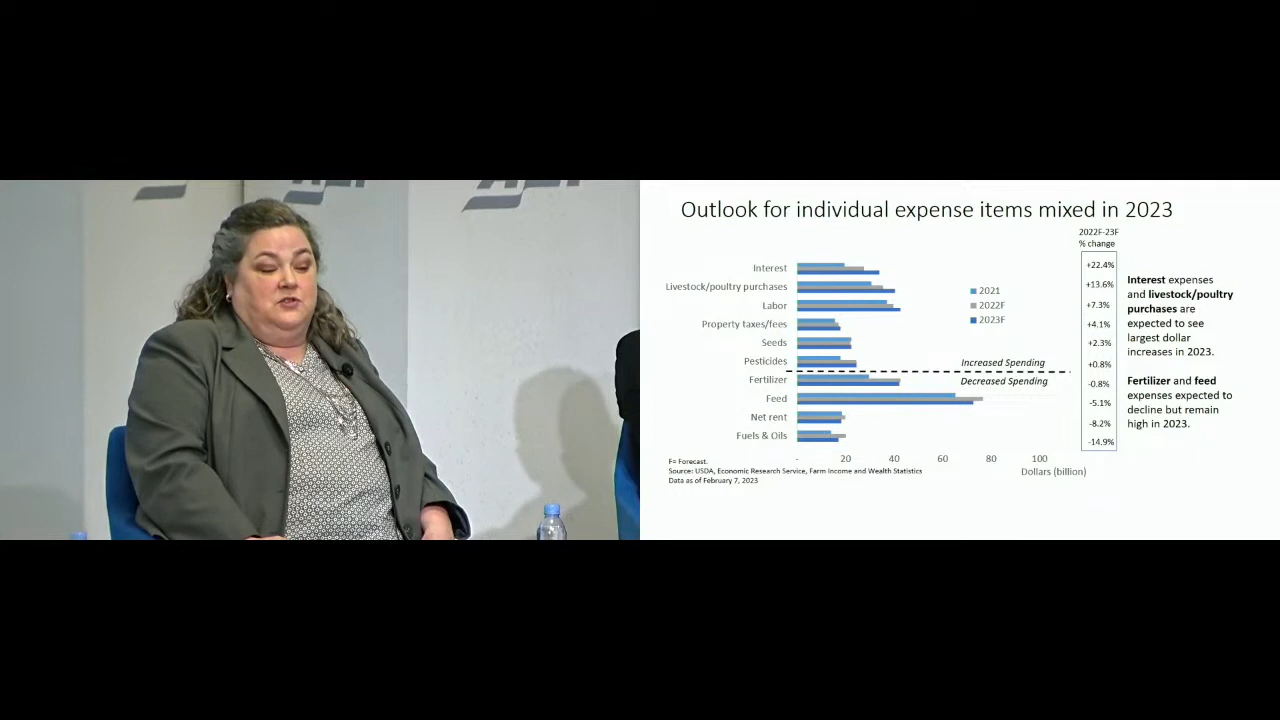 Outlook for individual expense items mixed in 2023
2022F-23F
% change
Interest
Livestock/poultry purchases
Labor
Property taxes/fees
Seeds
Pesticides
Fertilizer
Feed
Net rent
Fuels & Oils
2021
2022F
2023F
Increased Spending
Decreased Spending
+22.4%
+13.6%
+7.3%
+4.1%
+2.3%
+0.8%
-0.8%
-5.1%
-8.2%
-14.9%
Interest expenses
and livestock/poultry
purchases are
expected to see
largest dollar
increases in 2023.
Fertilizer and feed
expenses expected to
decline but remain
high in 2023.
- 20 40 60 80 100
Dollars (billion)
F= Forecast.
Source: USDA, Economic Research Service, Farm Income and Wealth Statistics
Data as of February 7, 2023